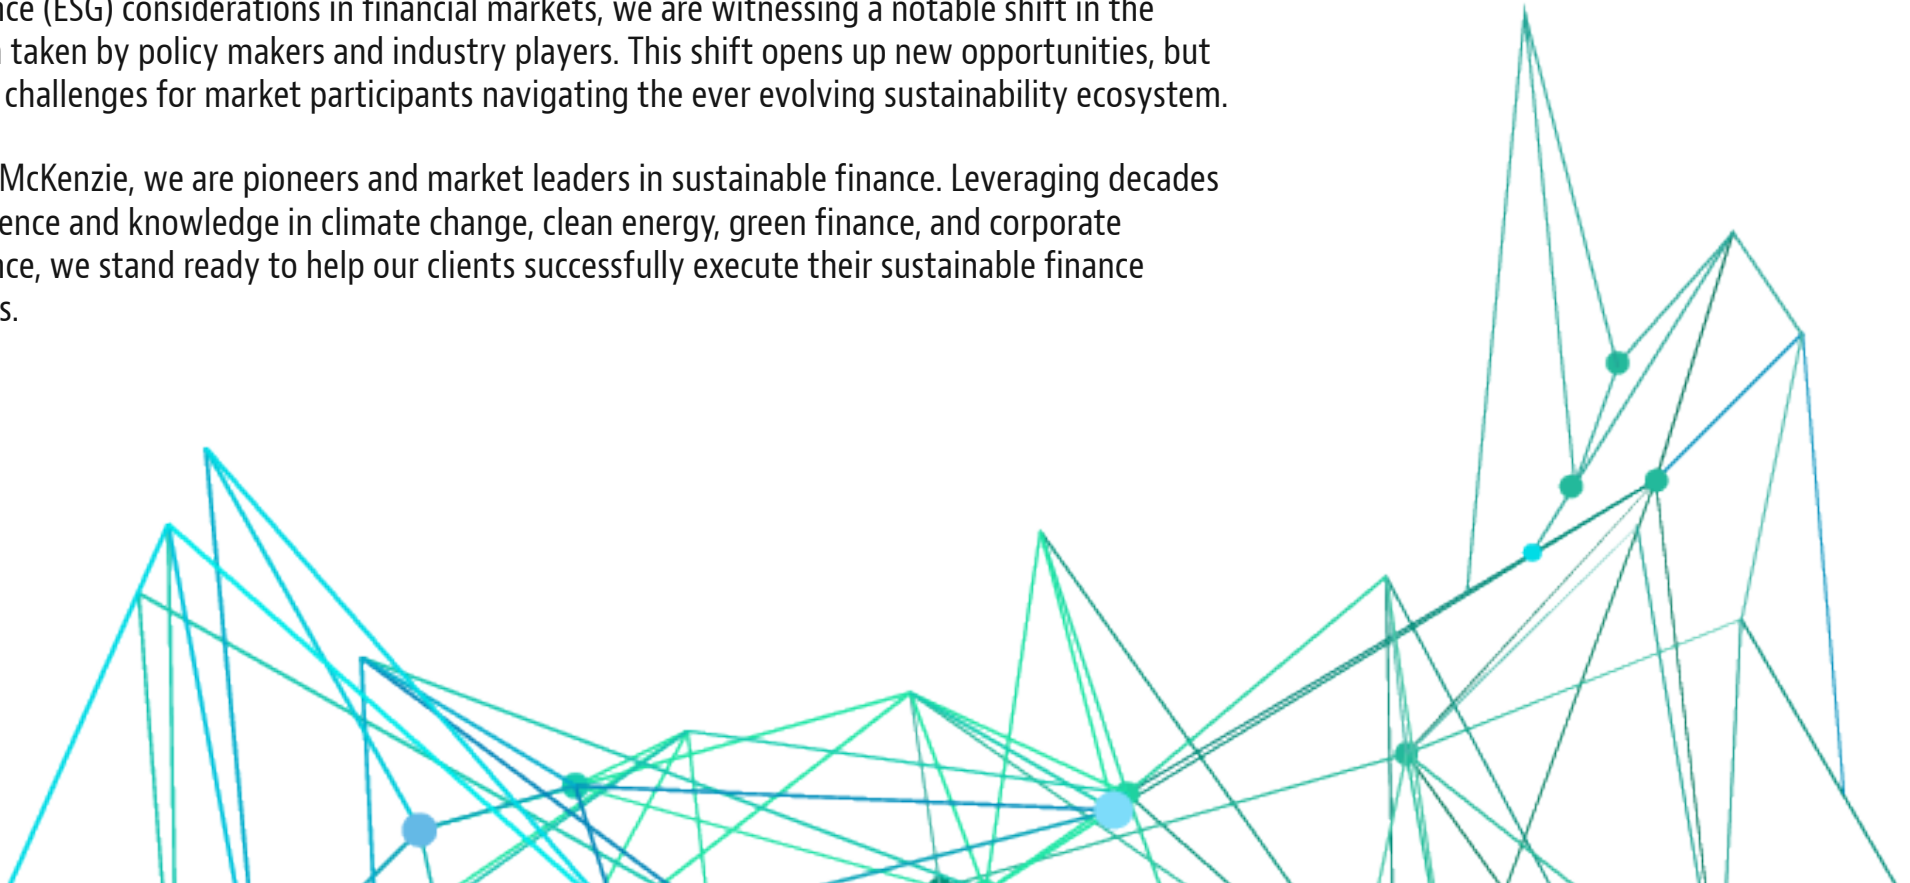 nce (ESG) considerations in financial markets, we are witnessing a notable shift in the
taken by policy makers and industry players. This shift opens up new opportunities, but
challenges for market participants navigating the ever evolving sustainability ecosystem.
McKenzie, we are pioneers and market leaders in sustainable finance. Leveraging decades
ence and knowledge in climate change, clean energy, green finance, and corporate
nce, we stand ready to help our clients successfully execute their sustainable finance
s.